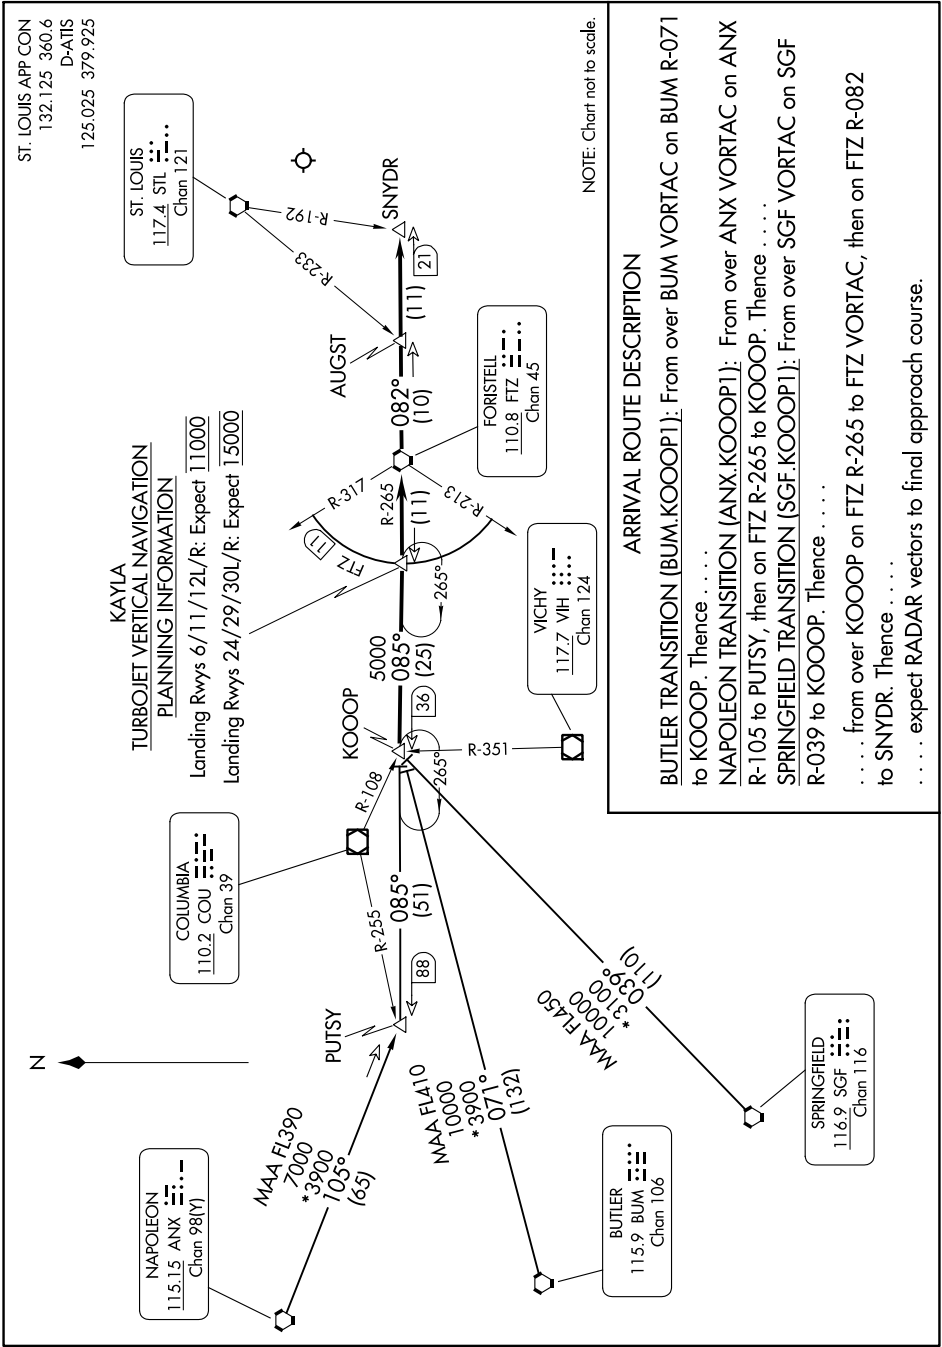 ST. LOUIS APP CON
132.125 360.6
D-ATIS
125.025 379.925
ST. LOUIS
117.4 STL
Chan 121
KAYLA
TURBOJET VERTICAL NAVIGATION
PLANNING INFORMATION
Landing Rwys 6/11/12L/R: Expect 11000
Landing Rwys 24/29/30L/R: Expect 15000
COLUMBIA
110.2 COU
Chan 39
N
NAPOLEON
115.15 ANX
Chan 98(Y)
MAA FL390
7000
*3900
105°
(65)
PUTSY
R-255
R-108
KOOOP
085°
(51)
88
265°
36
5000
085°
(25)
R-351
265°
FTZ
11
R-317
R-265
(11)
R-213
AUGST
082°
(10)
R-233
R-192
SNYDR
(11)
21
FORISTELL
110.8 FTZ
Chan 45
VICHY
117.7 VIH
Chan 124
MAA FL410
10000
*3900
071°
(132)
MAA FL450
10000
*3100
039°
(110)
BUTLER
115.9 BUM
Chan 106
SPRINGFIELD
116.9 SGF
Chan 116
NOTE: Chart not to scale.
ARRIVAL ROUTE DESCRIPTION
BUTLER TRANSITION (BUM.KOOOP1): From over BUM VORTAC on BUM R-071
to KOOOP. Thence . . . .
NAPOLEON TRANSITION (ANX.KOOOP1): From over ANX VORTAC on ANX
R-105 to PUTSY, then on FTZ R-265 to KOOOP. Thence . . . .
SPRINGFIELD TRANSITION (SGF.KOOOP1): From over SGF VORTAC on SGF
R-039 to KOOOP. Thence . . . .
. . . . from over KOOOP on FTZ R-265 to FTZ VORTAC, then on FTZ R-082
to SNYDR. Thence . . . .
. . . . expect RADAR vectors to final approach course.